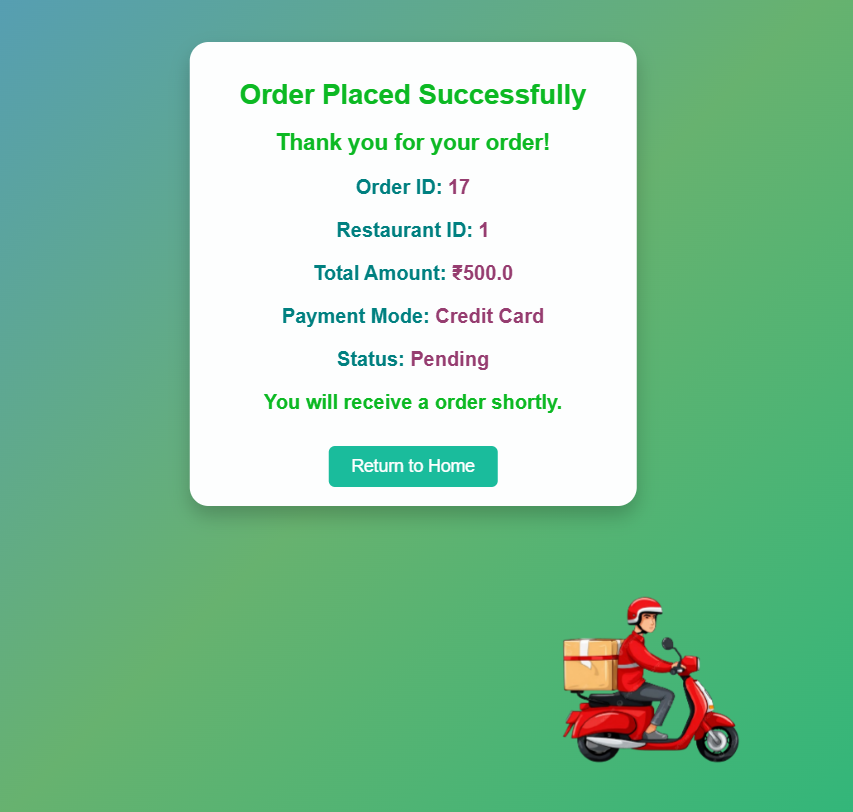 Order Placed Successfully
Thank you for your order!
Order ID: 17
Restaurant ID: 1
Total Amount: ₹500.0
Payment Mode: Credit Card
Status: Pending
You will receive a order shortly.
Return to Home